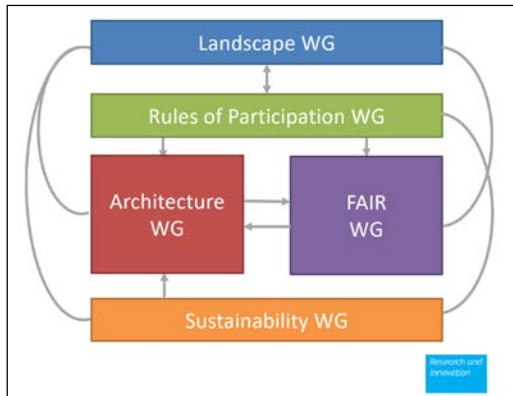 Landscape WG
Rules of Participation WG
Architecture
WG
FAIR
WG
Sustainability WG
Research and
Innovation